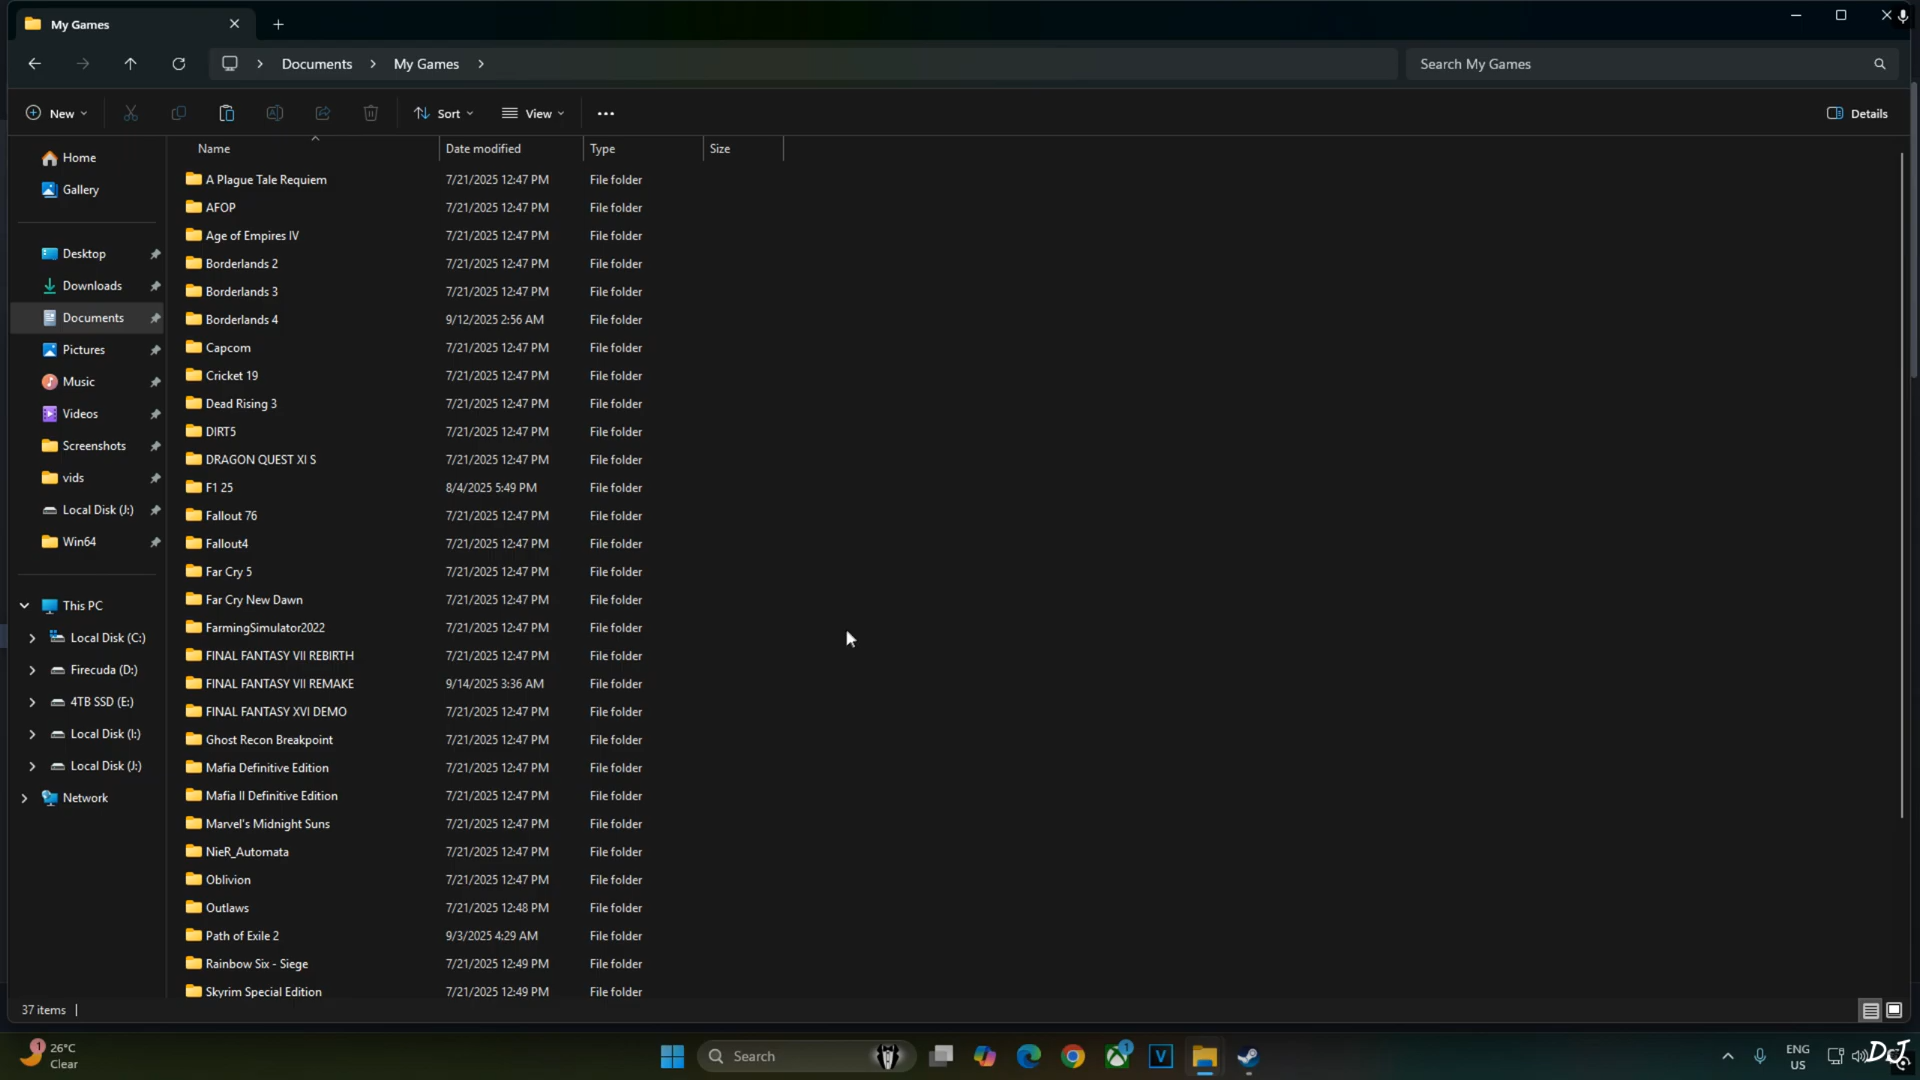 My Games
Documents
My Games
Search My Games
New
Sort
View
Details
Name
Date modified
Type
Size
Home
Gallery
Desktop
Downloads
Documents
Pictures
Music
Videos
Screenshots
vids
Local Disk (J:)
Win64
This PC
Local Disk (C:)
Firecuda (D:)
4TB SSD (E:)
Local Disk (I:)
Local Disk (J:)
Network
A Plague Tale Requiem 7/21/2025 12:47 PM File folder
AFOP 7/21/2025 12:47 PM File folder
Age of Empires IV 7/21/2025 12:47 PM File folder
Borderlands 2 7/21/2025 12:47 PM File folder
Borderlands 3 7/21/2025 12:47 PM File folder
Borderlands 4 9/12/2025 2:56 AM File folder
Capcom 7/21/2025 12:47 PM File folder
Cricket 19 7/21/2025 12:47 PM File folder
Dead Rising 3 7/21/2025 12:47 PM File folder
DIRT5 7/21/2025 12:47 PM File folder
DRAGON QUEST XI S 7/21/2025 12:47 PM File folder
F1 25 8/4/2025 5:49 PM File folder
Fallout 76 7/21/2025 12:47 PM File folder
Fallout4 7/21/2025 12:47 PM File folder
Far Cry 5 7/21/2025 12:47 PM File folder
Far Cry New Dawn 7/21/2025 12:47 PM File folder
FarmingSimulator2022 7/21/2025 12:47 PM File folder
FINAL FANTASY VII REBIRTH 7/21/2025 12:47 PM File folder
FINAL FANTASY VII REMAKE 9/14/2025 3:36 AM File folder
FINAL FANTASY XVI DEMO 7/21/2025 12:47 PM File folder
Ghost Recon Breakpoint 7/21/2025 12:47 PM File folder
Mafia Definitive Edition 7/21/2025 12:47 PM File folder
Mafia II Definitive Edition 7/21/2025 12:47 PM File folder
Marvel's Midnight Suns 7/21/2025 12:47 PM File folder
NieR_Automata 7/21/2025 12:47 PM File folder
Oblivion 7/21/2025 12:47 PM File folder
Outlaws 7/21/2025 12:48 PM File folder
Path of Exile 2 9/3/2025 4:29 AM File folder
Rainbow Six - Siege 7/21/2025 12:49 PM File folder
Skyrim Special Edition 7/21/2025 12:49 PM File folder
37 items
1
26°C
Clear
Search
1
V
ENG
US
DJ